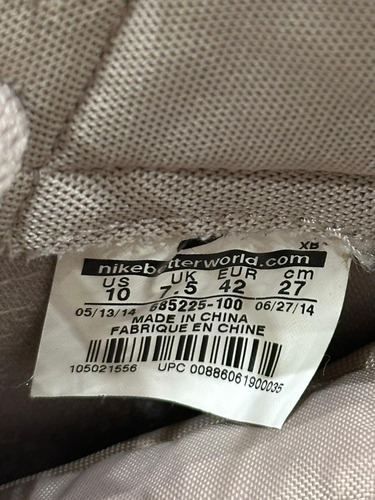 XB
nikebetterworld.com
US UK EUR cm
10 7.5 42 27
05/13/14 685225-100 06/27/14
MADE IN CHINA
FABRIQUE EN CHINE
105021556 UPC 00886061900035